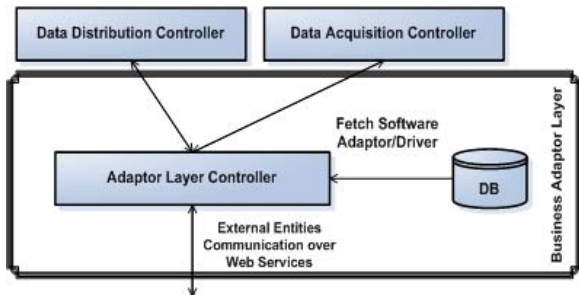 Data Distribution Controller
Data Acquisition Controller
Fetch Software
Adaptor/Driver
Adaptor Layer Controller
DB
External Entities
Communication over
Web Services
Business Adaptor Layer